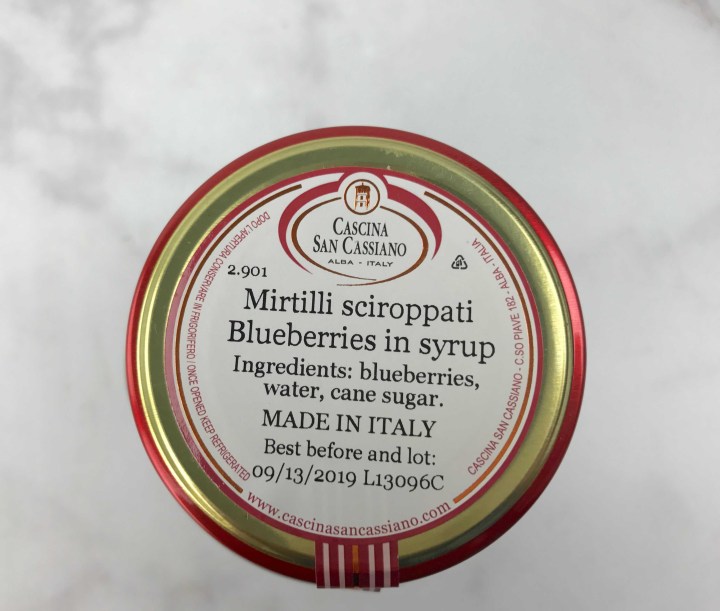 CASCINA
SAN CASSIANO
ALBA - ITALY
2.901
Mirtilli sciroppati
Blueberries in syrup
Ingredients: blueberries,
water, cane sugar.
MADE IN ITALY
Best before and lot:
09/13/2019 L13096C
www.cascinasancassiano.com
DOPO L'APERTURA CONSERVARE IN FRIGORIFERO / ONCE OPENED KEEP REFRIGERATED
CASCINA SAN CASSIANO - C.SO PIAVE 182 - ALBA - ITALIA